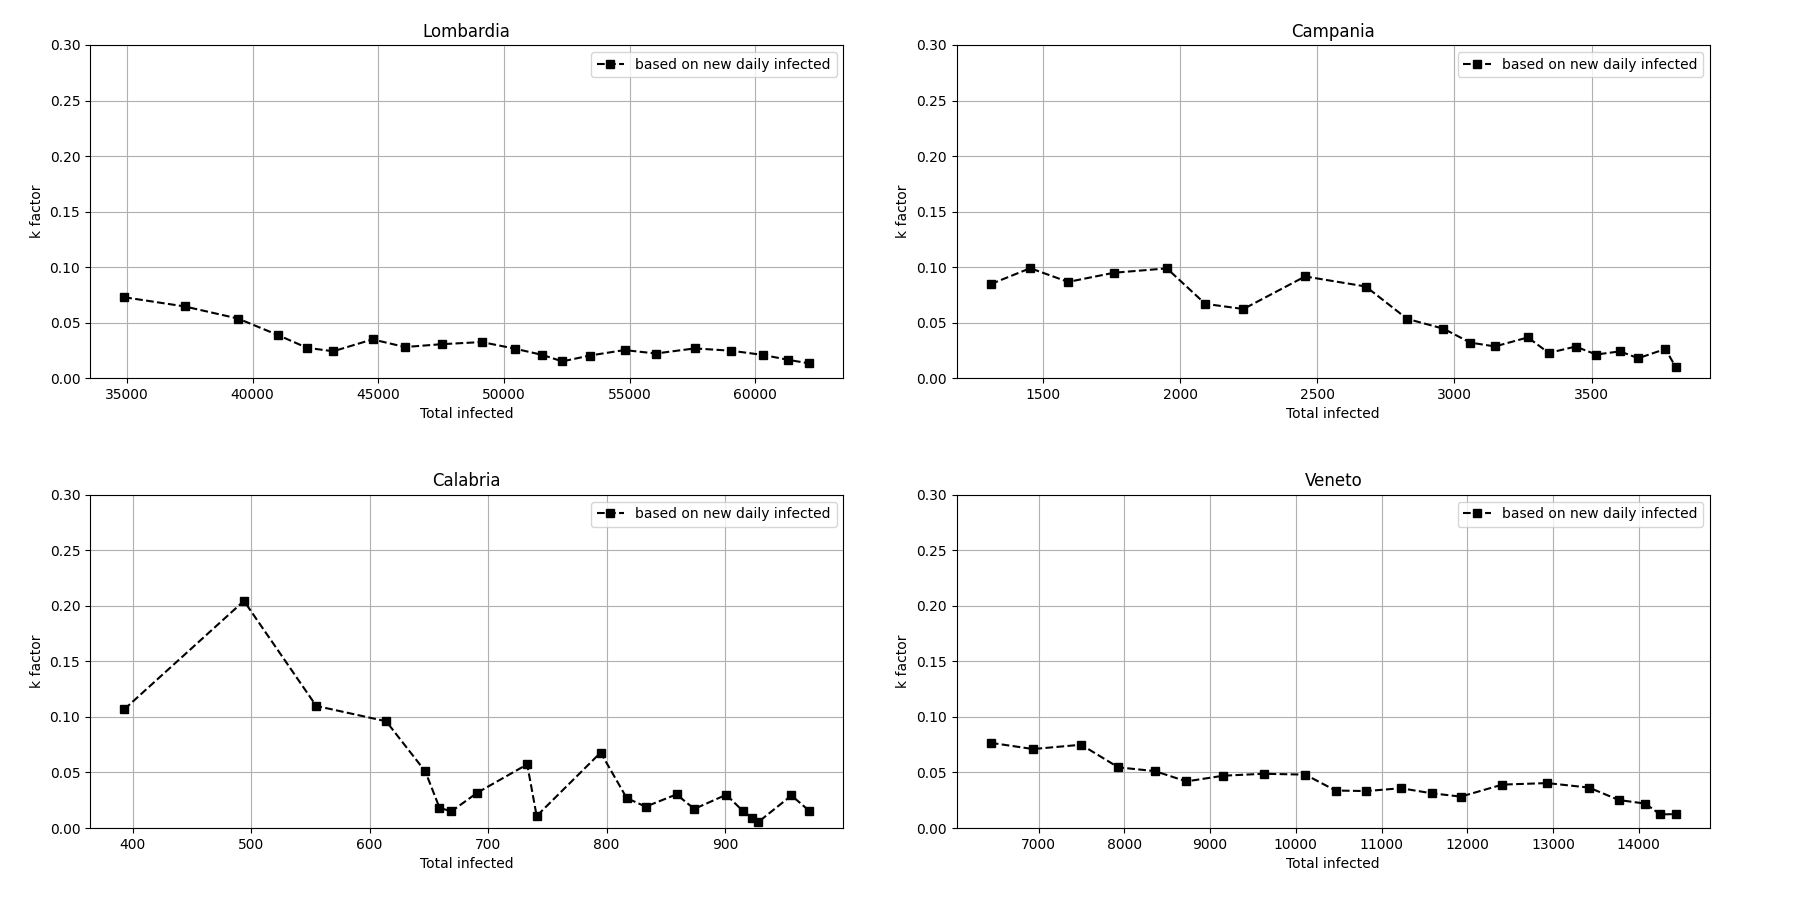 Lombardia
0.30
0.25
0.20
0.15
0.10
0.05
0.00
k factor
based on new daily infected
35000 40000 45000 50000 55000 60000
Total infected
Campania
0.30
0.25
0.20
0.15
0.10
0.05
0.00
k factor
based on new daily infected
1500 2000 2500 3000 3500
Total infected
Calabria
0.30
0.25
0.20
0.15
0.10
0.05
0.00
k factor
based on new daily infected
400 500 600 700 800 900
Total infected
Veneto
0.30
0.25
0.20
0.15
0.10
0.05
0.00
k factor
based on new daily infected
7000 8000 9000 10000 11000 12000 13000 14000
Total infected